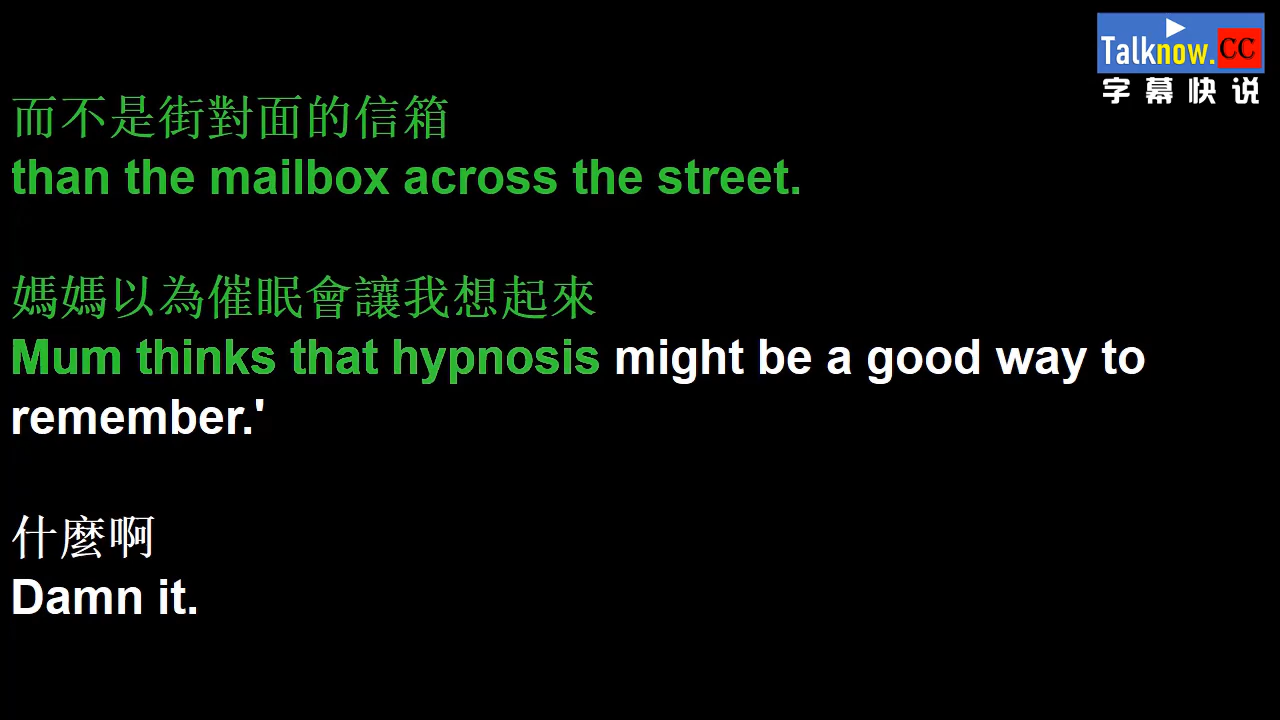 Talknow.CC
字幕快说
而不是街對面的信箱
than the mailbox across the street.
媽媽以為催眠會讓我想起來
Mum thinks that hypnosis might be a good way to
remember.'
什麼啊
Damn it.